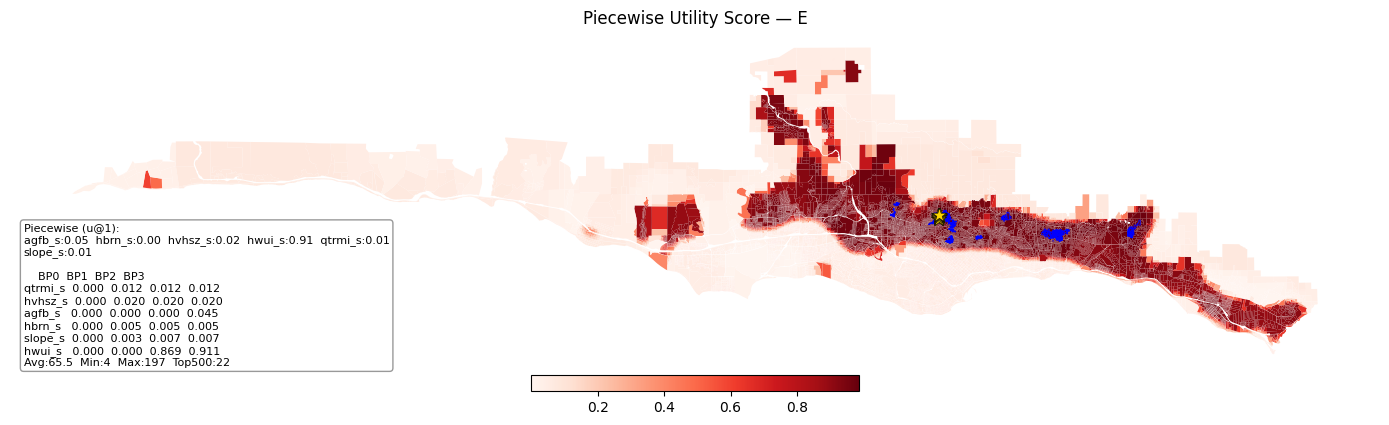 Piecewise Utility Score — E
Piecewise (u@1):
agfb_s:0.05  hbrn_s:0.00  hvhsz_s:0.02  hwui_s:0.91  qtrmi_s:0.01
slope_s:0.01
BP0  BP1  BP2  BP3
qtrmi_s  0.000  0.012  0.012  0.012
hvhsz_s  0.000  0.020  0.020  0.020
agfb_s  0.000  0.000  0.000  0.045
hbrn_s  0.000  0.005  0.005  0.005
slope_s  0.000  0.003  0.007  0.007
hwui_s  0.000  0.000  0.869  0.911
Avg:65.5  Min:4  Max:197  Top500:22
0.2  0.4  0.6  0.8